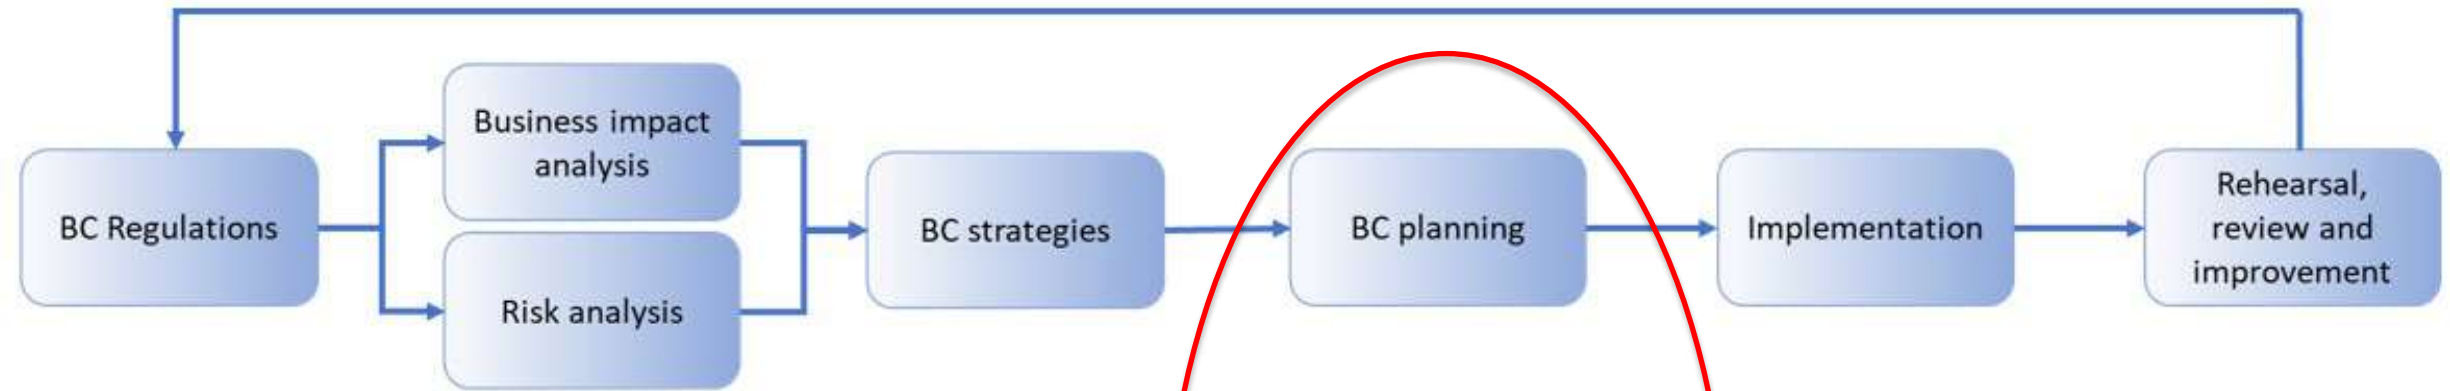 BC Regulations
Business impact
analysis
Risk analysis
BC strategies
BC planning
Implementation
Rehearsal,
review and
improvement